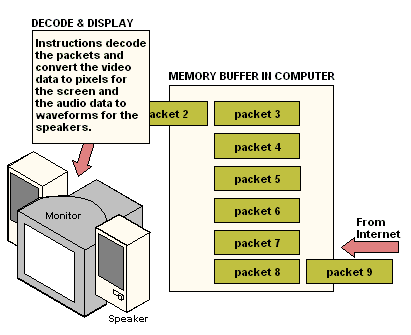 DECODE & DISPLAY
Instructions decode
the packets and
convert the video
data to pixels for
the screen and
the audio data to
waveforms for the
speakers.
MEMORY BUFFER IN COMPUTER
acket 2
packet 3
packet 4
packet 5
packet 6
packet 7
packet 8
packet 9
From
Internet
Monitor
Speaker